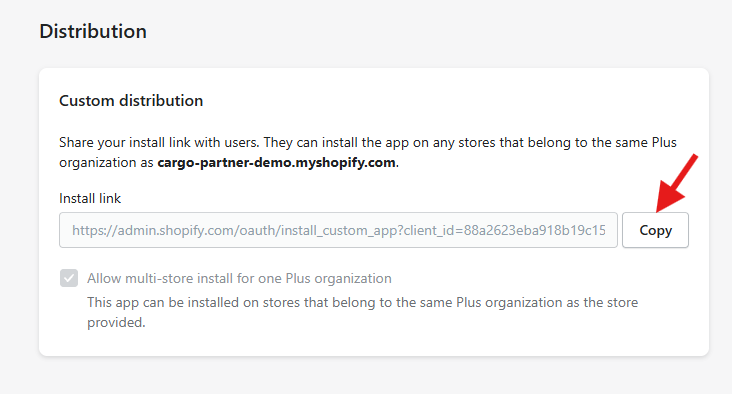 Distribution
Custom distribution
Share your install link with users. They can install the app on any stores that belong to the same Plus
organization as cargo-partner-demo.myshopify.com.
Install link
https://admin.shopify.com/oauth/install_custom_app?client_id=88a2623eba918b19c15
Copy
Allow multi-store install for one Plus organization
This app can be installed on stores that belong to the same Plus organization as the store
provided.